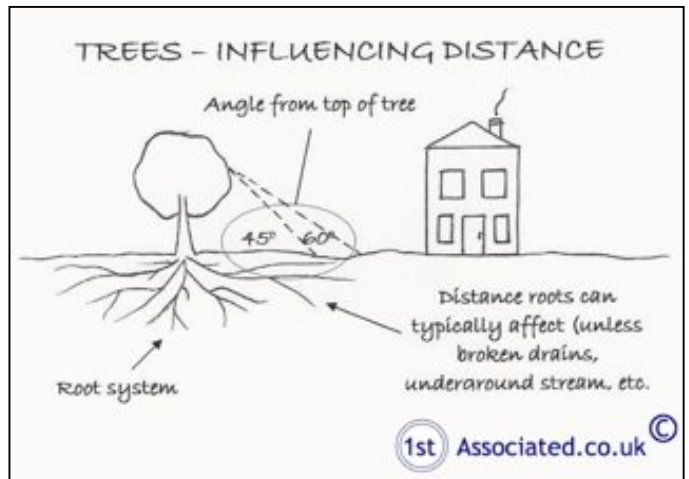 TREES – INFLUENCING DISTANCE
Angle from top of tree
45° 60°
Distance roots can
typically affect (unless
broken drains,
underground stream, etc.
Root system
1st Associated.co.uk ©